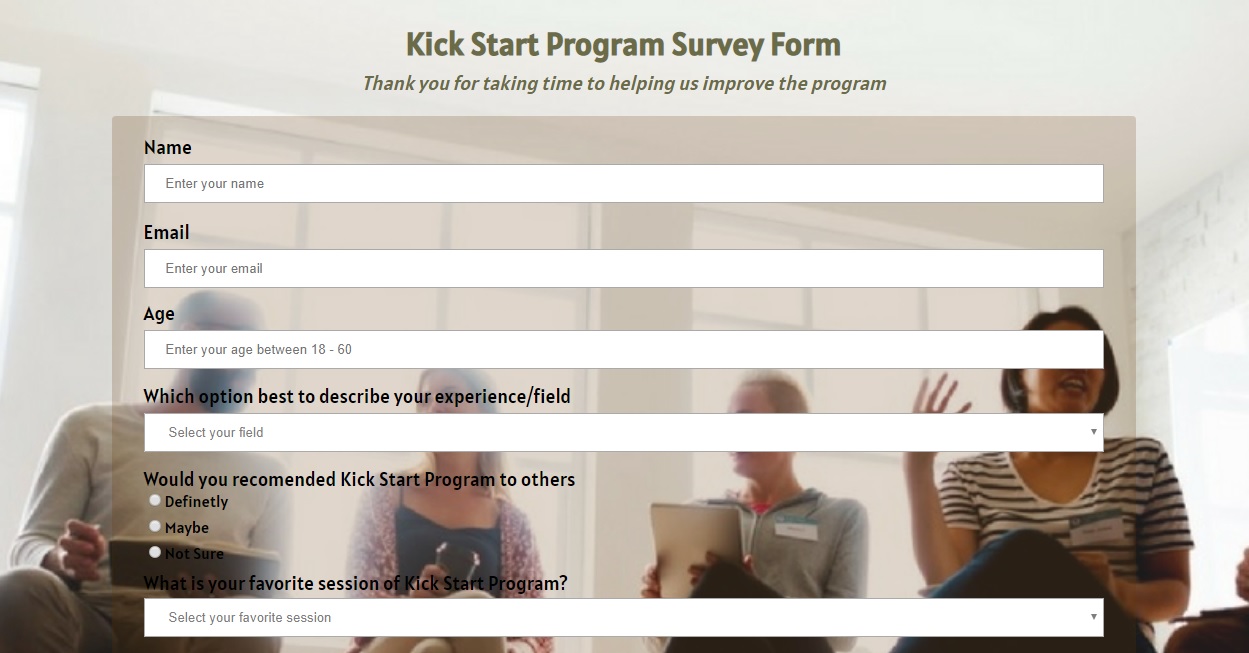 Kick Start Program Survey Form
Thank you for taking time to helping us improve the program
Name
Enter your name
Email
Enter your email
Age
Enter your age between 18 - 60
Which option best to describe your experience/field
Select your field
Would you recomended Kick Start Program to others
Definetly
Maybe
Not Sure
What is your favorite session of Kick Start Program?
Select your favorite session